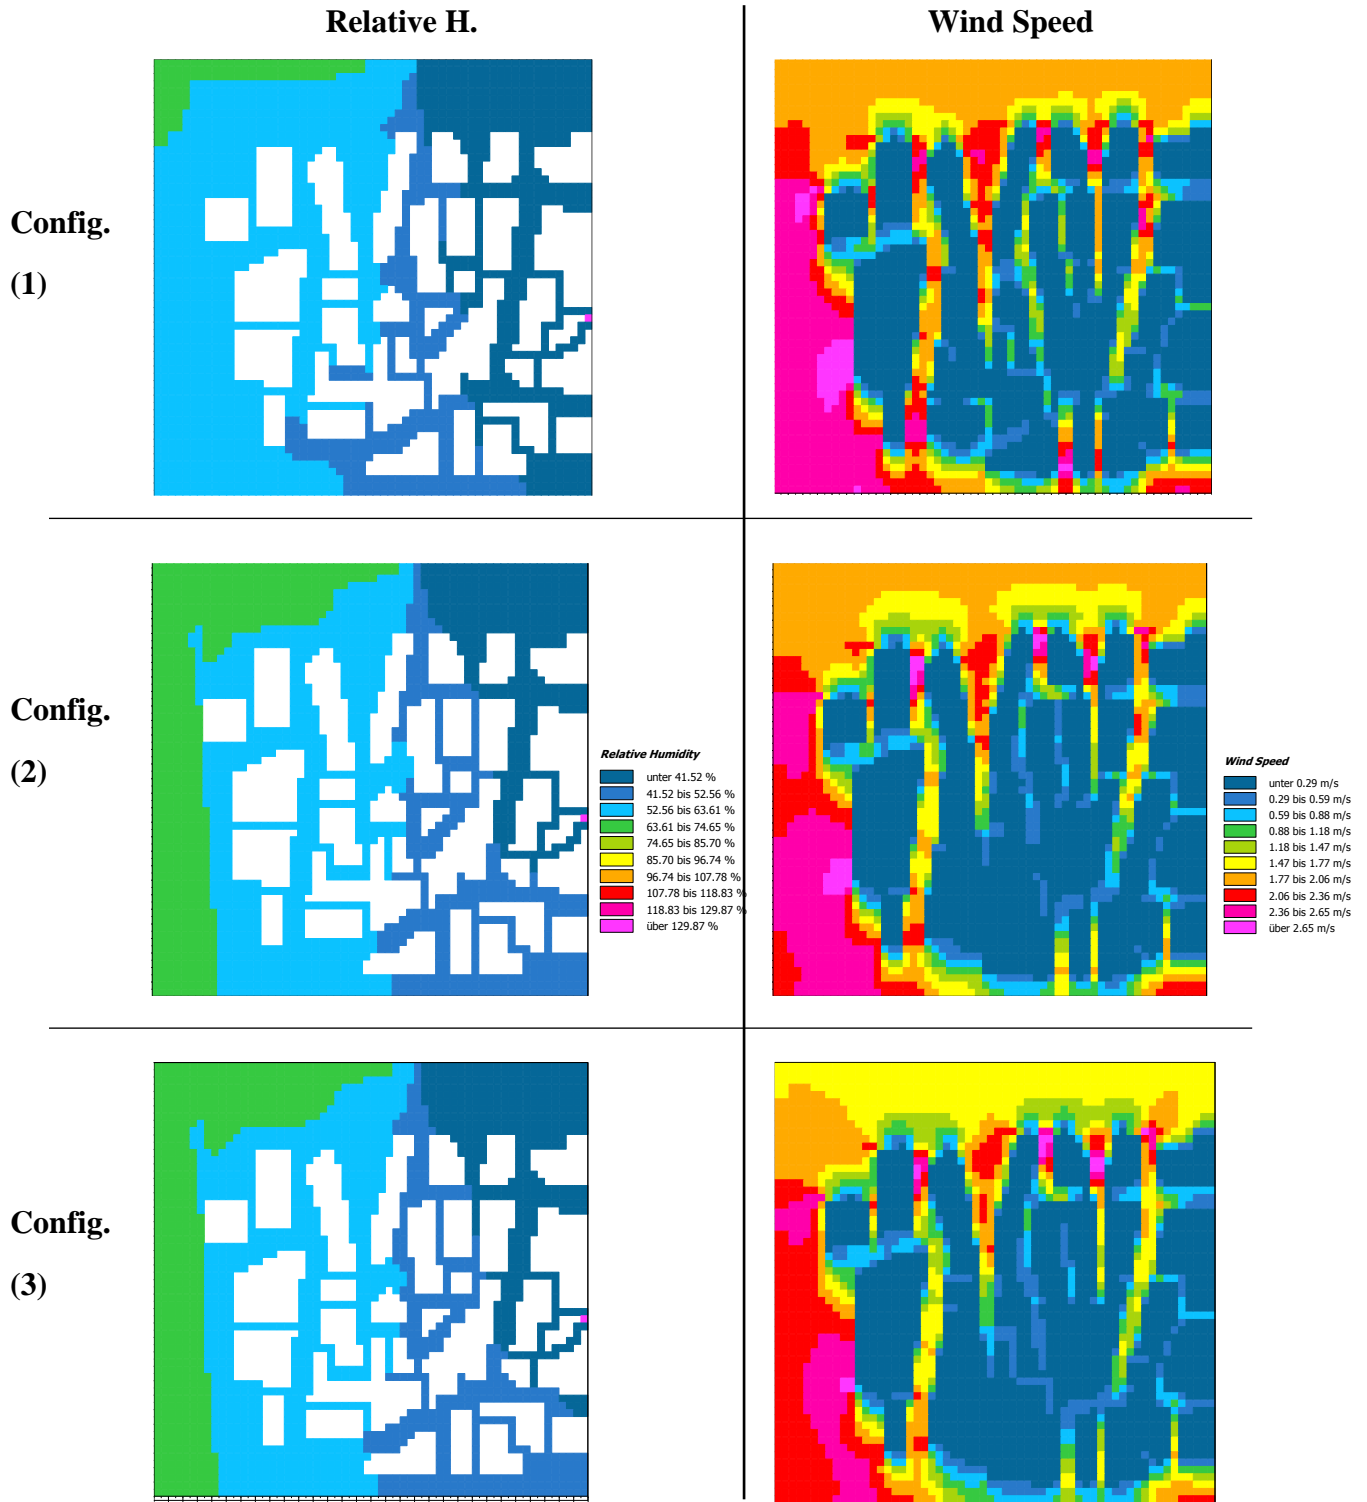 Relative H.
Wind Speed
Config.
(1)
Config.
(2)
Relative Humidity
unter 41.52 %
41.52 bis 52.56 %
52.56 bis 63.61 %
63.61 bis 74.65 %
74.65 bis 85.70 %
85.70 bis 96.74 %
96.74 bis 107.78 %
107.78 bis 118.83 %
118.83 bis 129.87 %
über 129.87 %
Wind Speed
unter 0.29 m/s
0.29 bis 0.59 m/s
0.59 bis 0.88 m/s
0.88 bis 1.18 m/s
1.18 bis 1.47 m/s
1.47 bis 1.77 m/s
1.77 bis 2.06 m/s
2.06 bis 2.36 m/s
2.36 bis 2.65 m/s
über 2.65 m/s
Config.
(3)